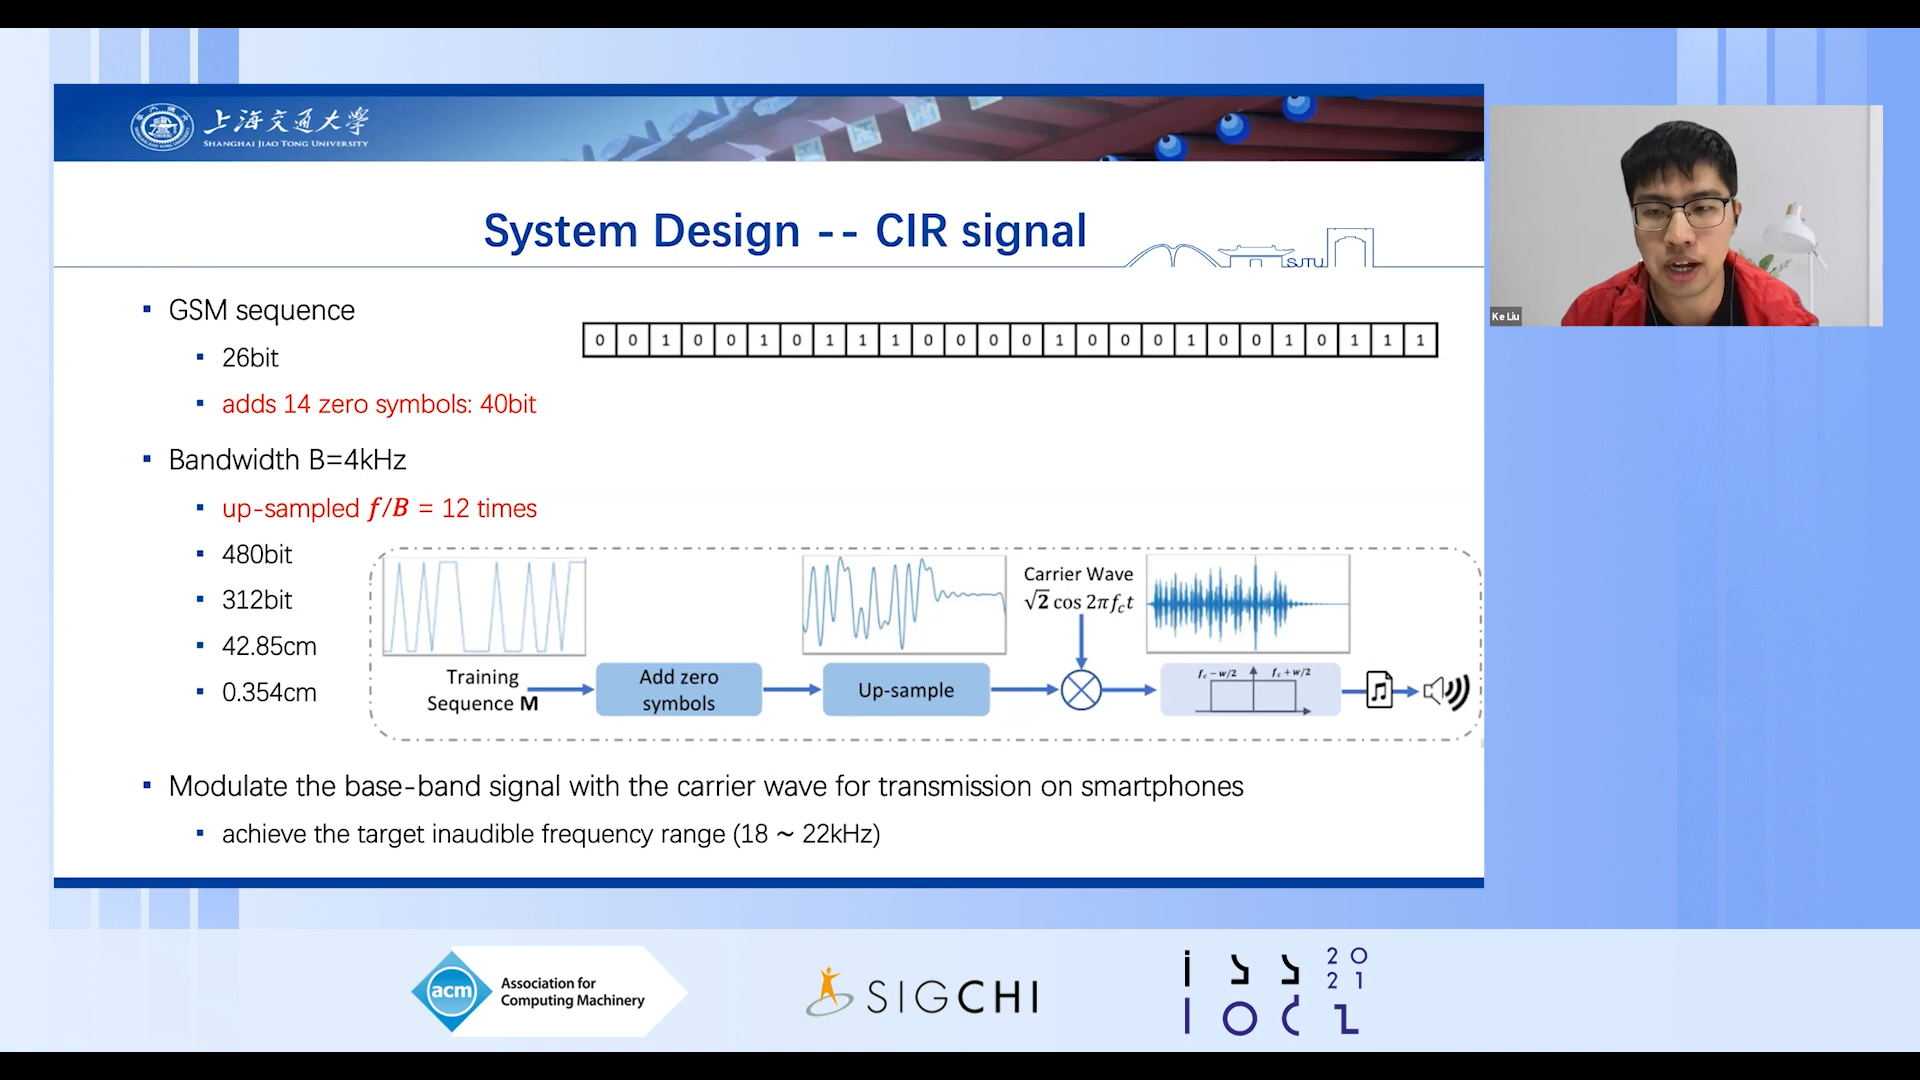 上海交通大學
SHANGHAI JIAO TONG UNIVERSITY
System Design -- CIR signal
SJTU
Ke Liu
▪ GSM sequence
▪ 26bit
▪ adds 14 zero symbols: 40bit
0 0 1 0 0 1 0 1 1 1 0 0 0 0 1 0 0 0 1 0 0 1 0 1 1 1
▪ Bandwidth B=4kHz
▪ up-sampled f/B = 12 times
▪ 480bit
▪ 312bit
▪ 42.85cm
▪ 0.354cm
Carrier Wave
√2 cos 2πf_c t
Training
Sequence M
Add zero
symbols
Up-sample
f_c − w/2 f_c + w/2
▪ Modulate the base-band signal with the carrier wave for transmission on smartphones
▪ achieve the target inaudible frequency range (18 ~ 22kHz)
acm
Association for
Computing Machinery
SIGCHI
iss
2021